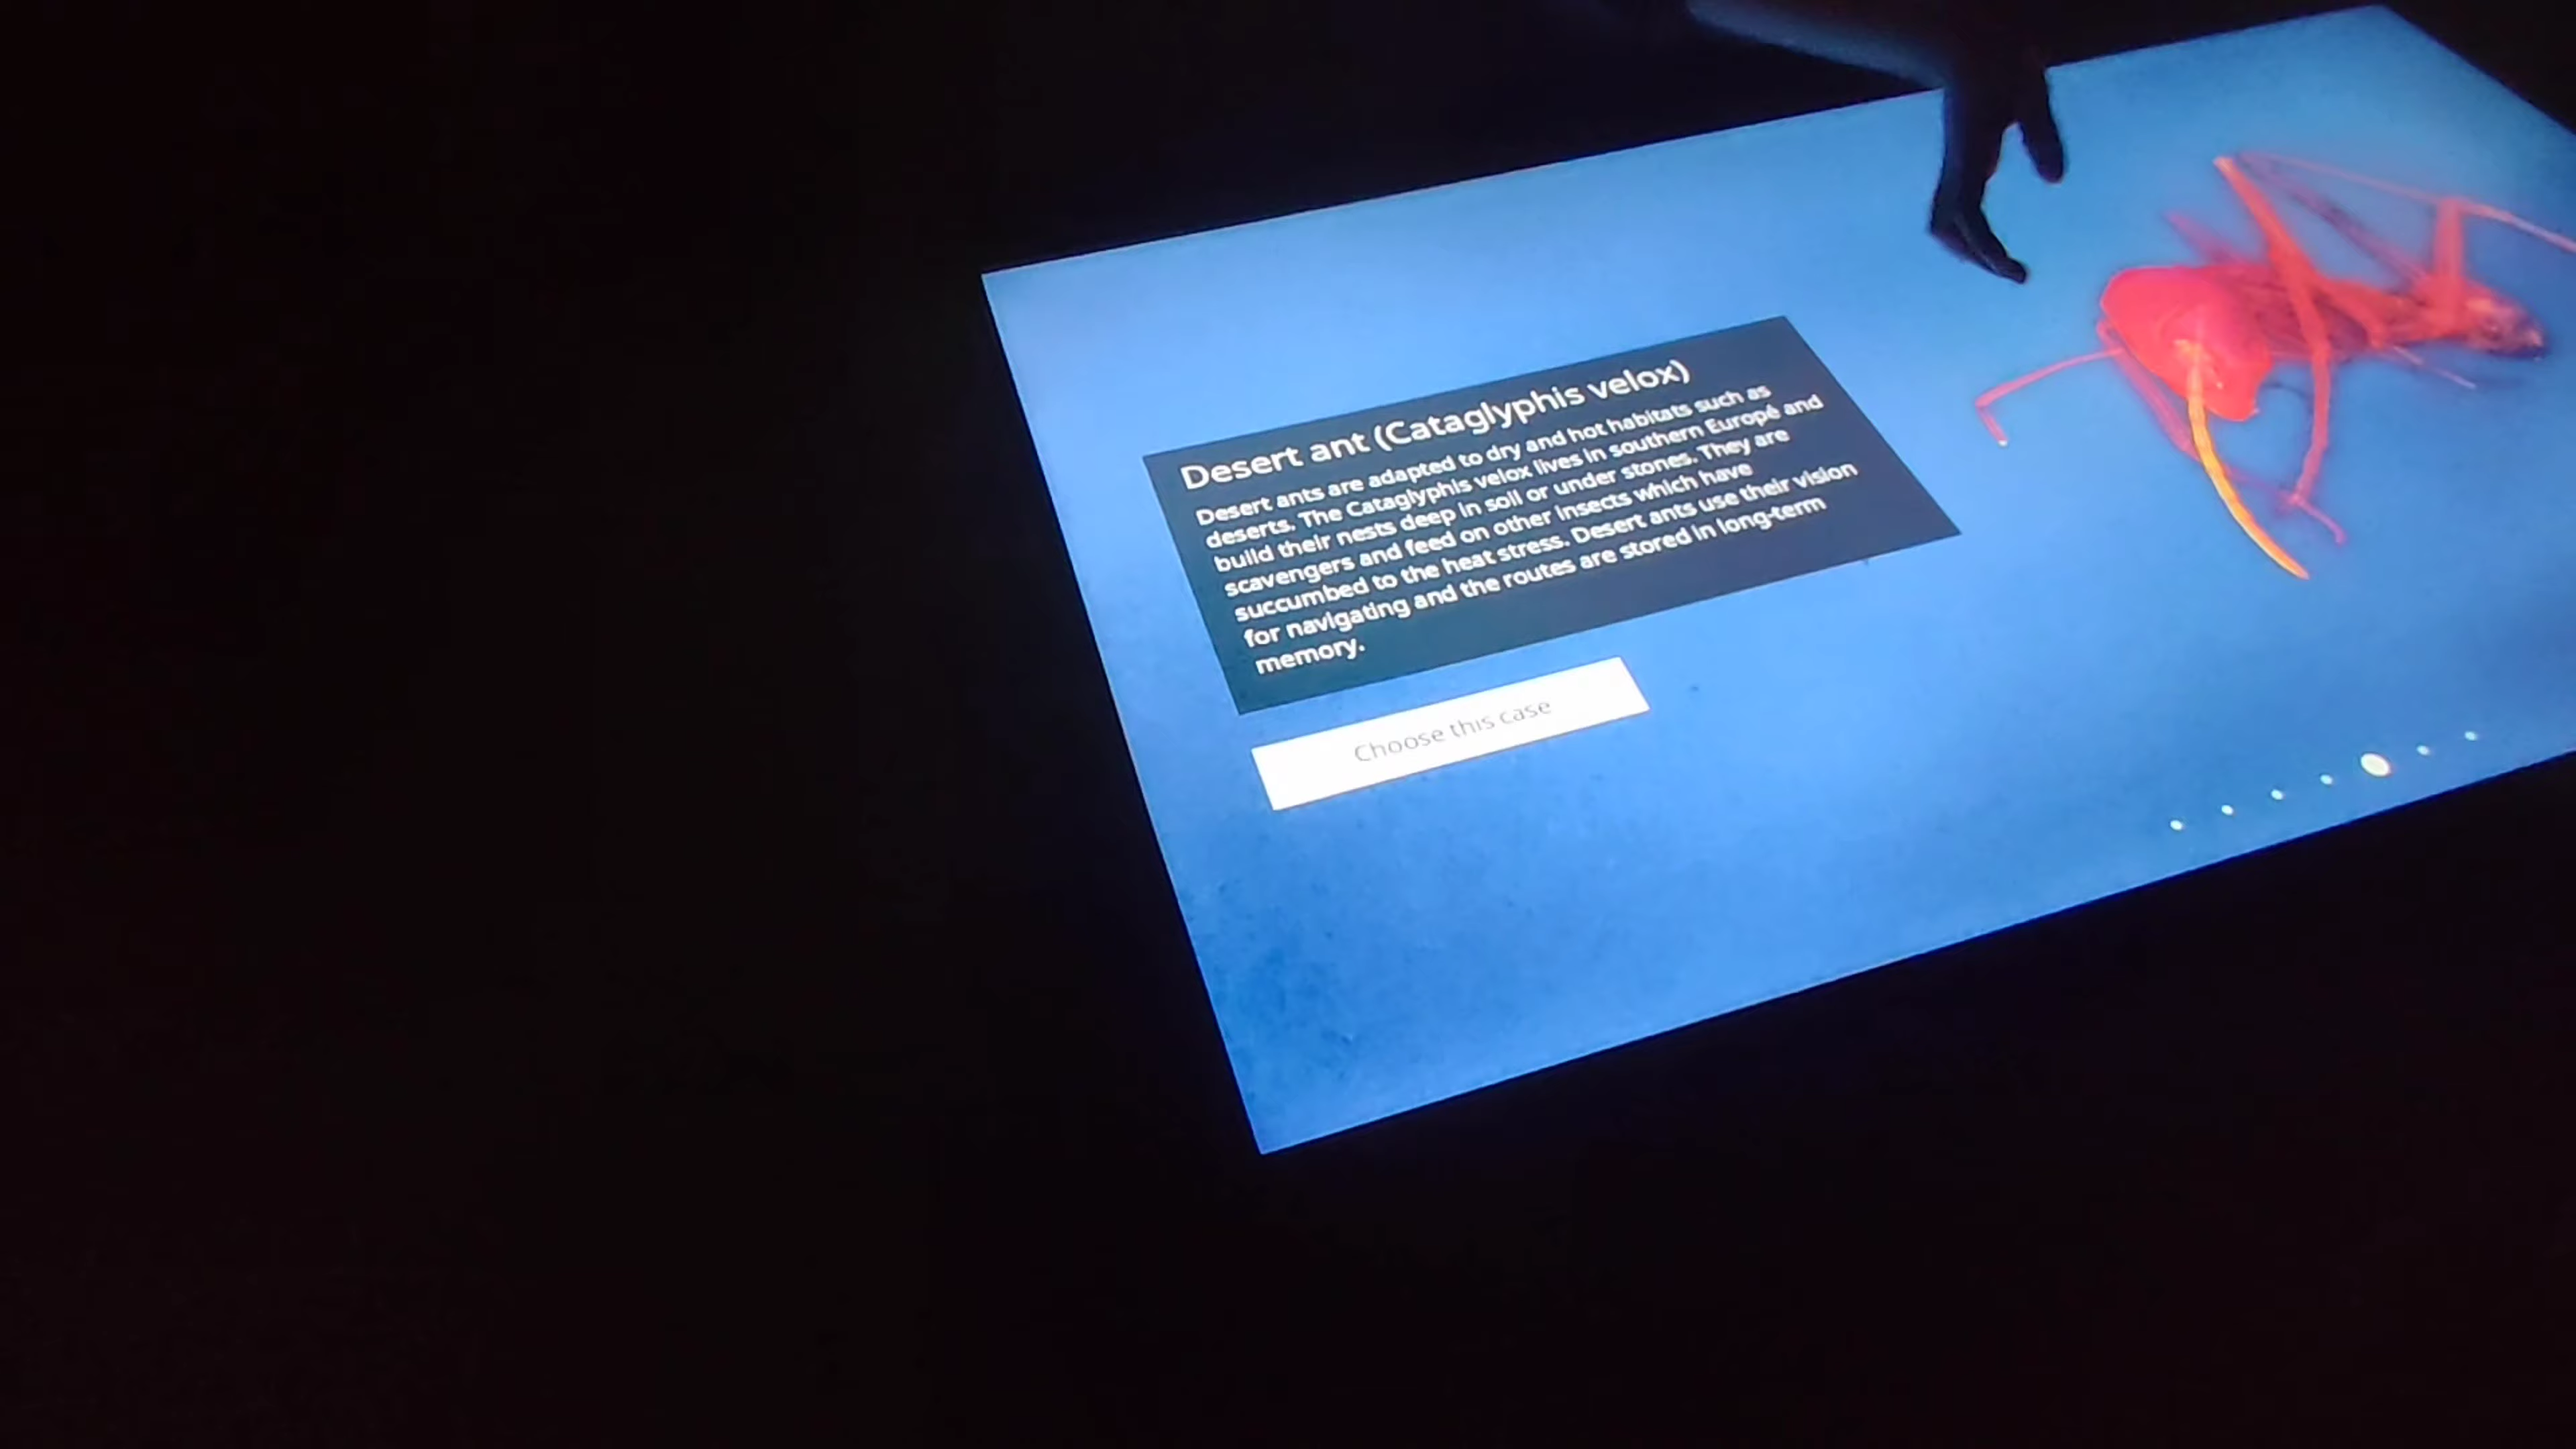 Desert ant (Cataglyphis velox)
Desert ants are adapted to dry and hot habitats such as
deserts. The Cataglyphis velox lives in southern Europé and
build their nests deep in soil or under stones. They are
scavengers and feed on other insects which have
succumbed to the heat stress. Desert ants use their vision
for navigating and the routes are stored in long-term
memory.
Choose this case